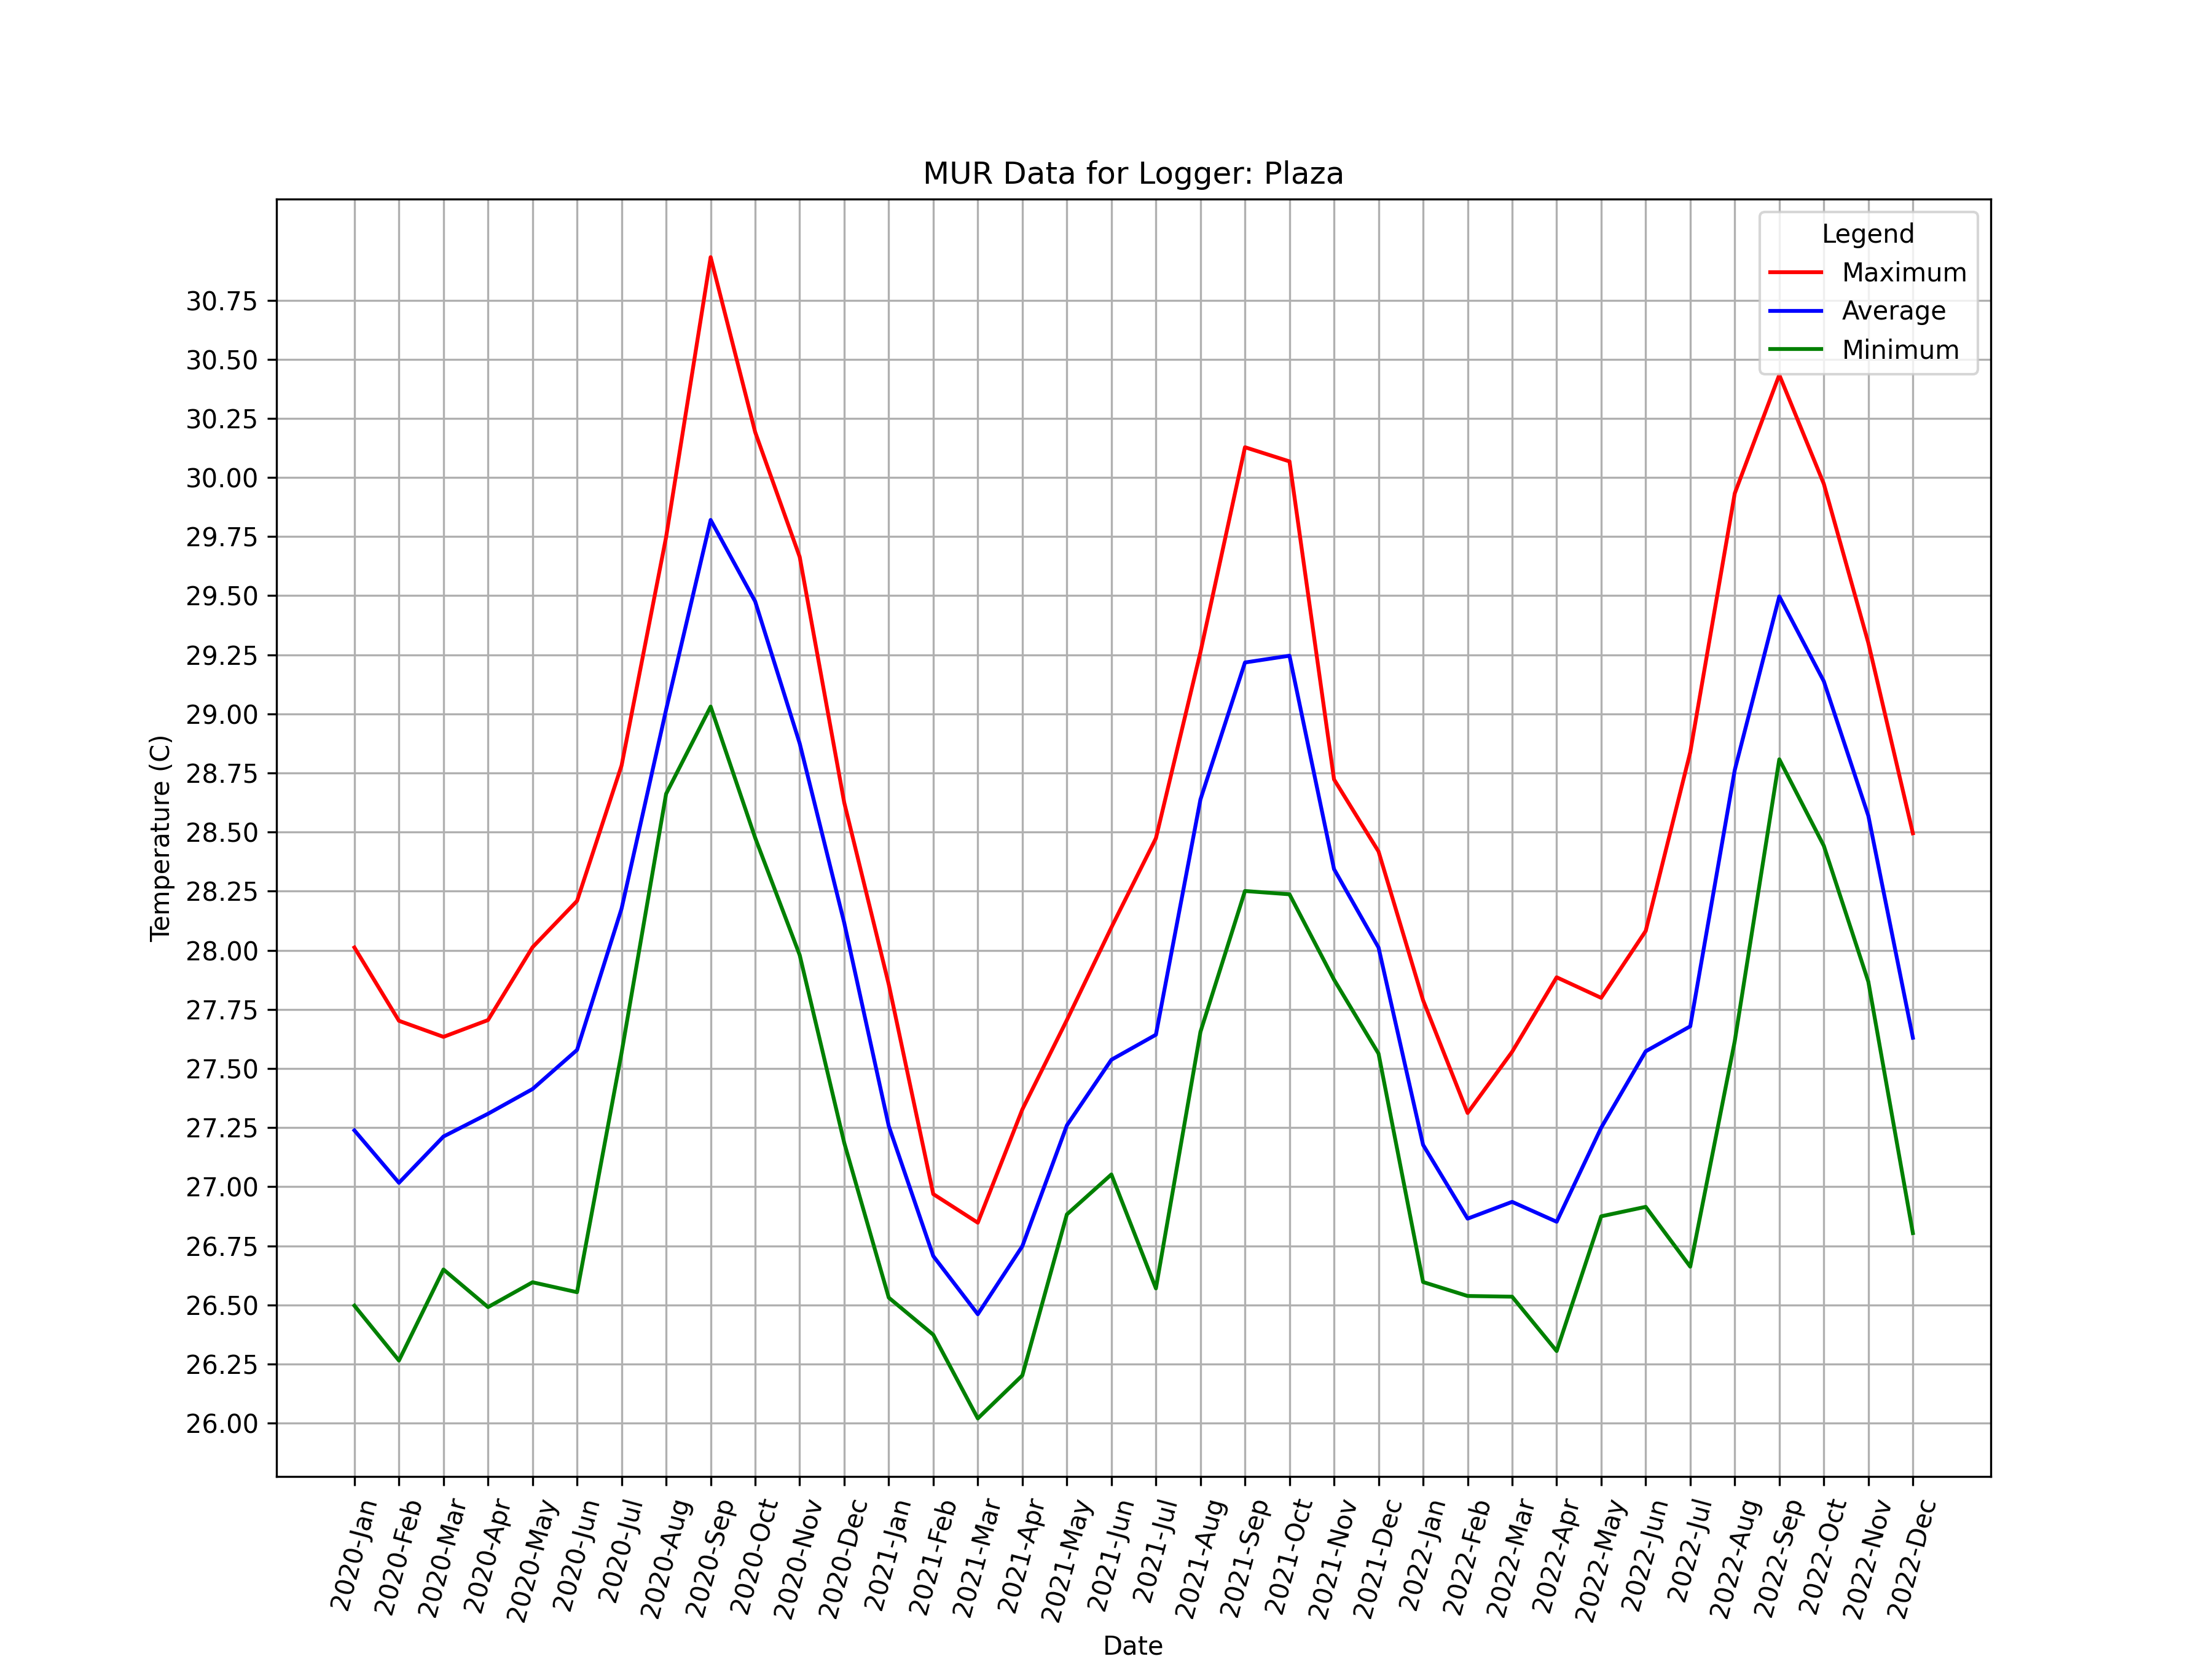 MUR Data for Logger: Plaza
Legend
Maximum
Average
Minimum
Temperature (C)
30.75
30.50
30.25
30.00
29.75
29.50
29.25
29.00
28.75
28.50
28.25
28.00
27.75
27.50
27.25
27.00
26.75
26.50
26.25
26.00
2020-Jan
2020-Feb
2020-Mar
2020-Apr
2020-May
2020-Jun
2020-Jul
2020-Aug
2020-Sep
2020-Oct
2020-Nov
2020-Dec
2021-Jan
2021-Feb
2021-Mar
2021-Apr
2021-May
2021-Jun
2021-Jul
2021-Aug
2021-Sep
2021-Oct
2021-Nov
2021-Dec
2022-Jan
2022-Feb
2022-Mar
2022-Apr
2022-May
2022-Jun
2022-Jul
2022-Aug
2022-Sep
2022-Oct
2022-Nov
2022-Dec
Date